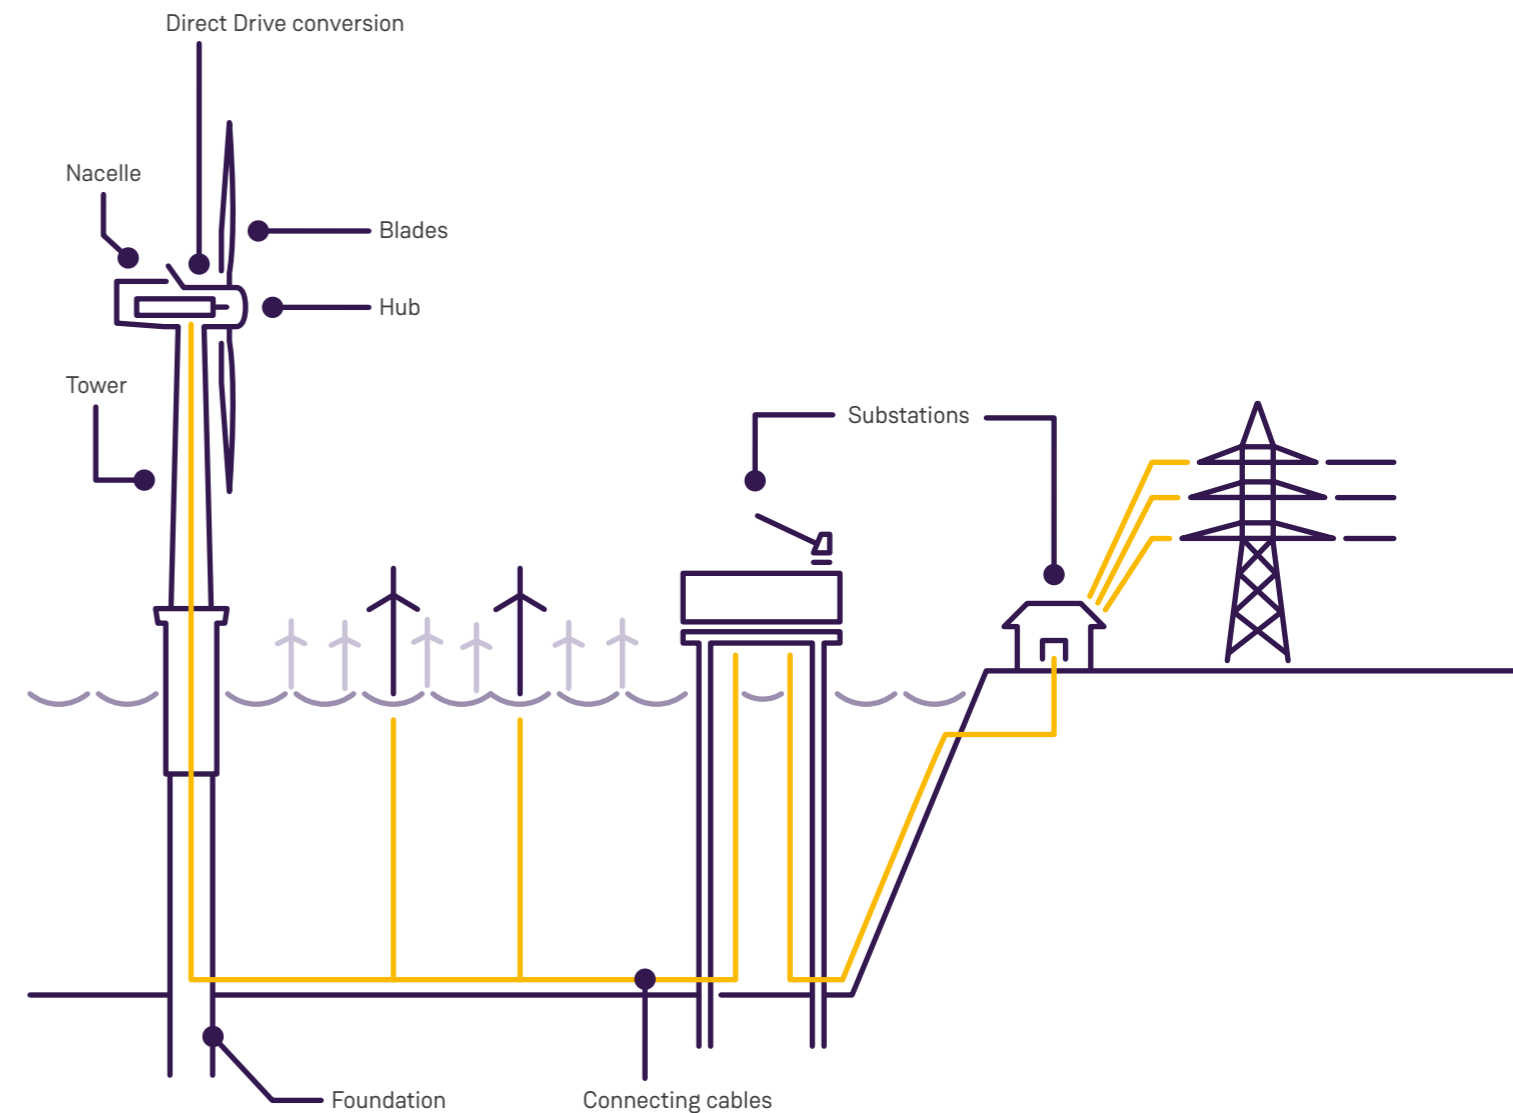 Direct Drive conversion
Nacelle
Blades
Hub
Tower
Substations
Foundation
Connecting cables